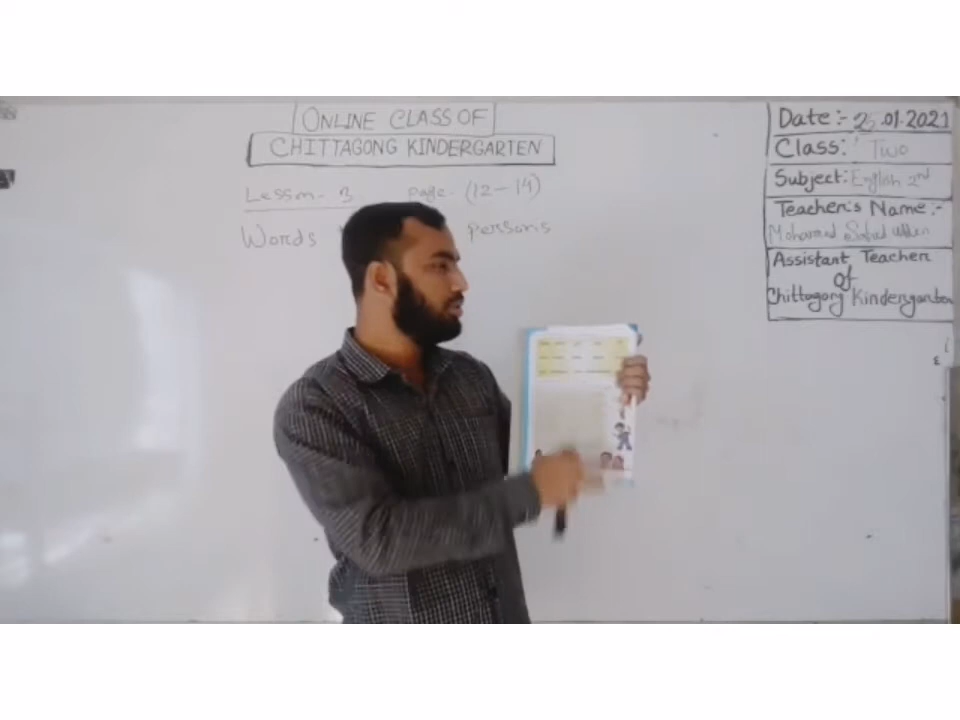 ONLINE CLASS OF
CHITTAGONG KINDERGARTEN
Lesson- 3 page- (12-14)
Words persons
Date:- 25.01.2021
Class: Two
Subject: English 2nd
Teacher's Name:-
Mohammed
Assistant Teacher
Of
Chittagong Kindergarten